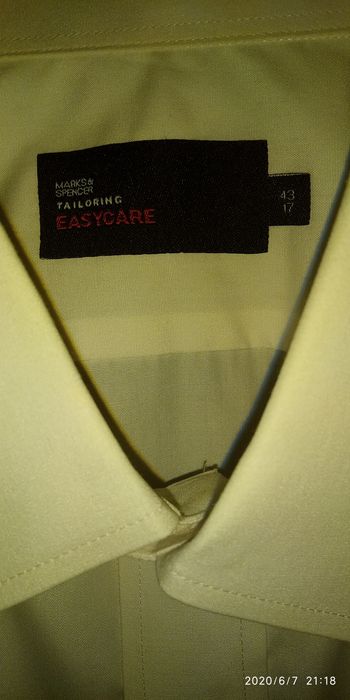 MARKS &
SPENCER
TAILORING
EASYCARE
43
17
2020/6/7 21:18